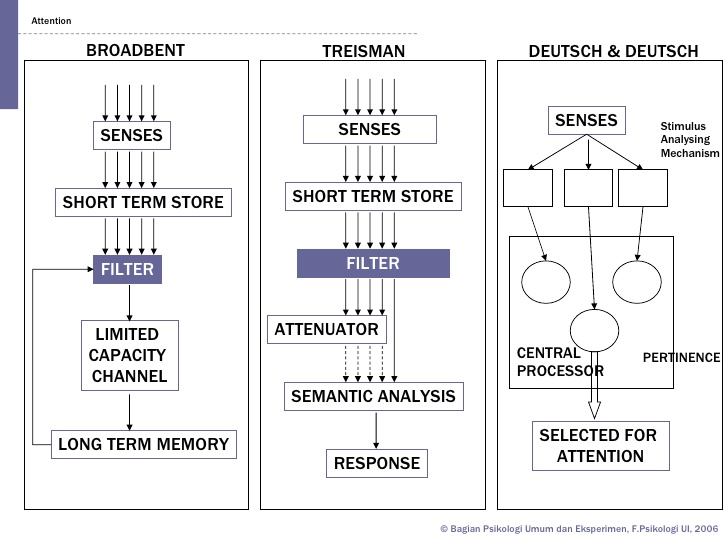 Attention
BROADBENT
SENSES
SHORT TERM STORE
FILTER
LIMITED
CAPACITY
CHANNEL
LONG TERM MEMORY
TREISMAN
SENSES
SHORT TERM STORE
FILTER
ATTENUATOR
SEMANTIC ANALYSIS
RESPONSE
DEUTSCH & DEUTSCH
SENSES
Stimulus
Analysing
Mechanism
CENTRAL
PROCESSOR
PERTINENCE
SELECTED FOR
ATTENTION
© Bagian Psikologi Umum dan Eksperimen, F.Psikologi UI, 2006